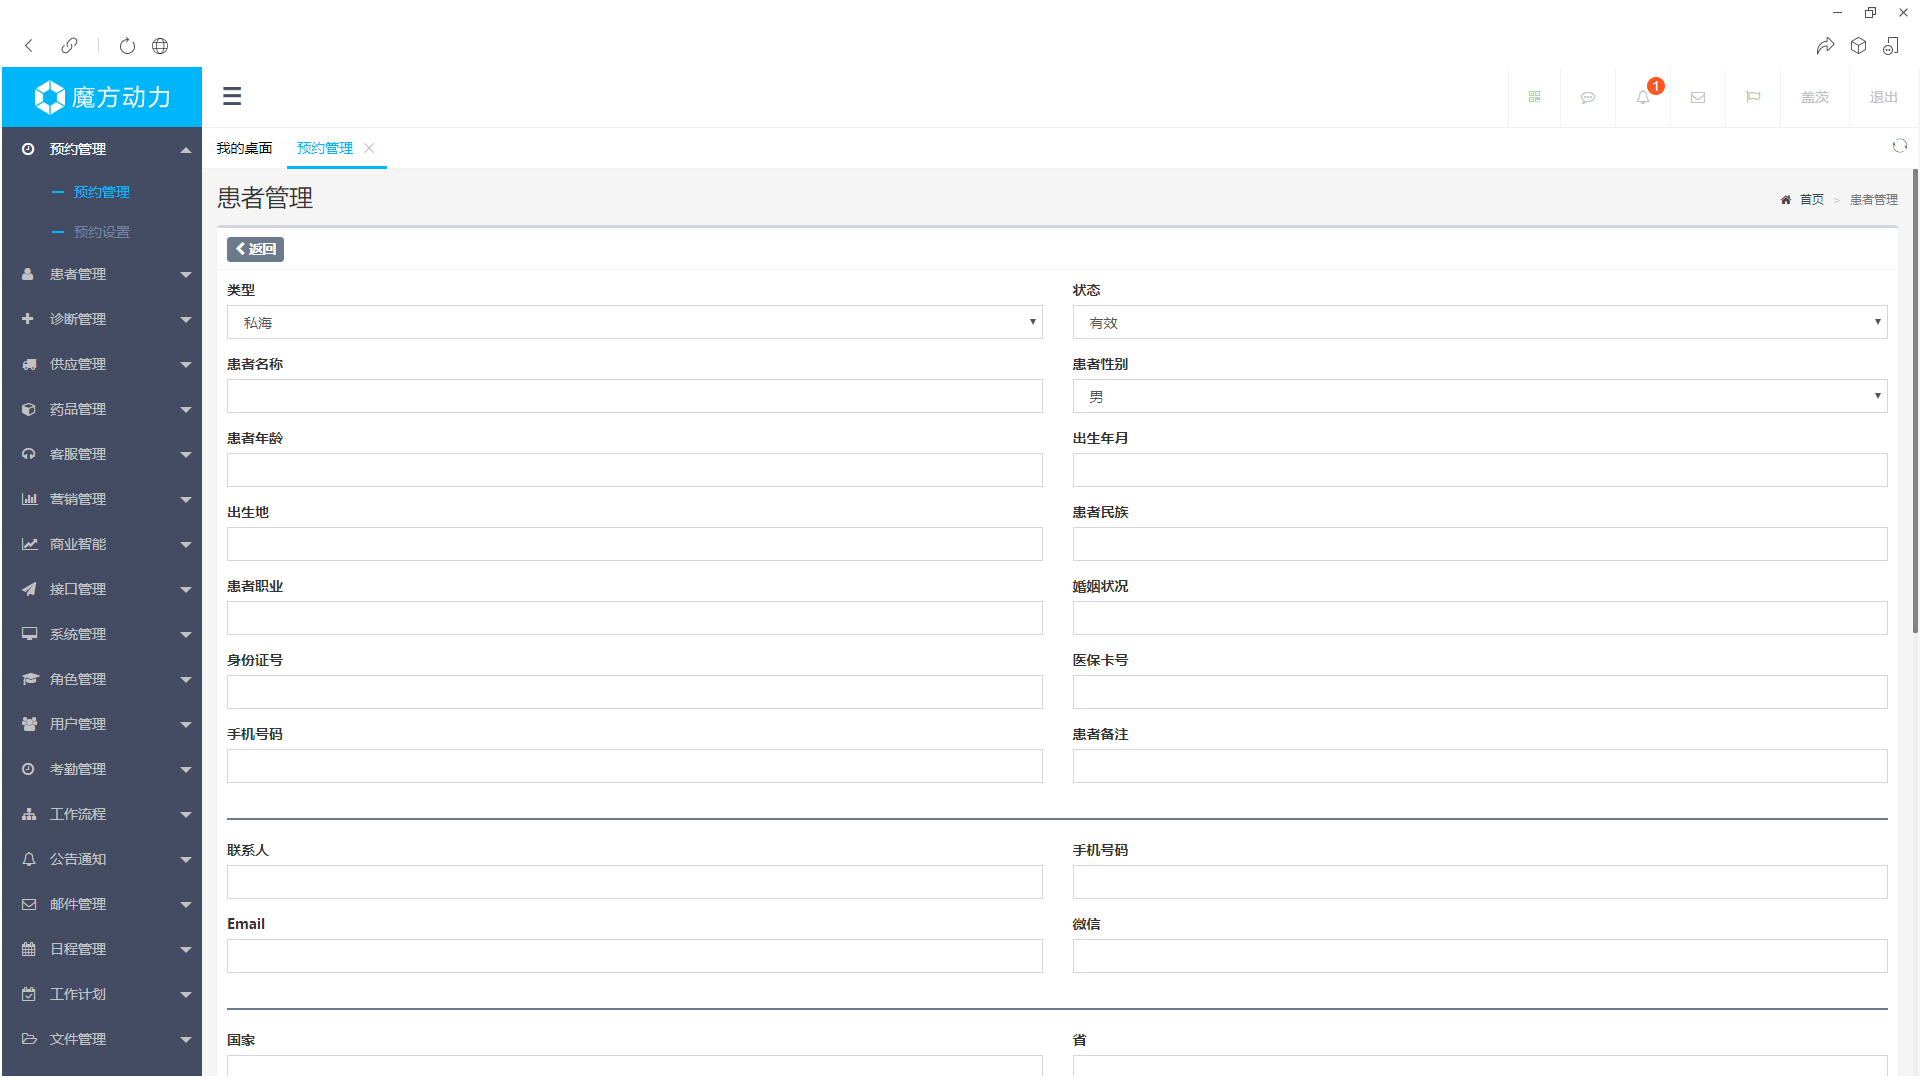 魔方动力
1
盖茨
退出
预约管理
预约管理
预约设置
患者管理
诊断管理
供应管理
药品管理
客服管理
营销管理
商业智能
接口管理
系统管理
角色管理
用户管理
考勤管理
工作流程
公告通知
邮件管理
日程管理
工作计划
文件管理
我的桌面
预约管理
患者管理
首页 > 患者管理
返回
类型
状态
私海
有效
患者名称
患者性别
男
患者年龄
出生年月
出生地
患者民族
患者职业
婚姻状况
身份证号
医保卡号
手机号码
患者备注
联系人
手机号码
Email
微信
国家
省